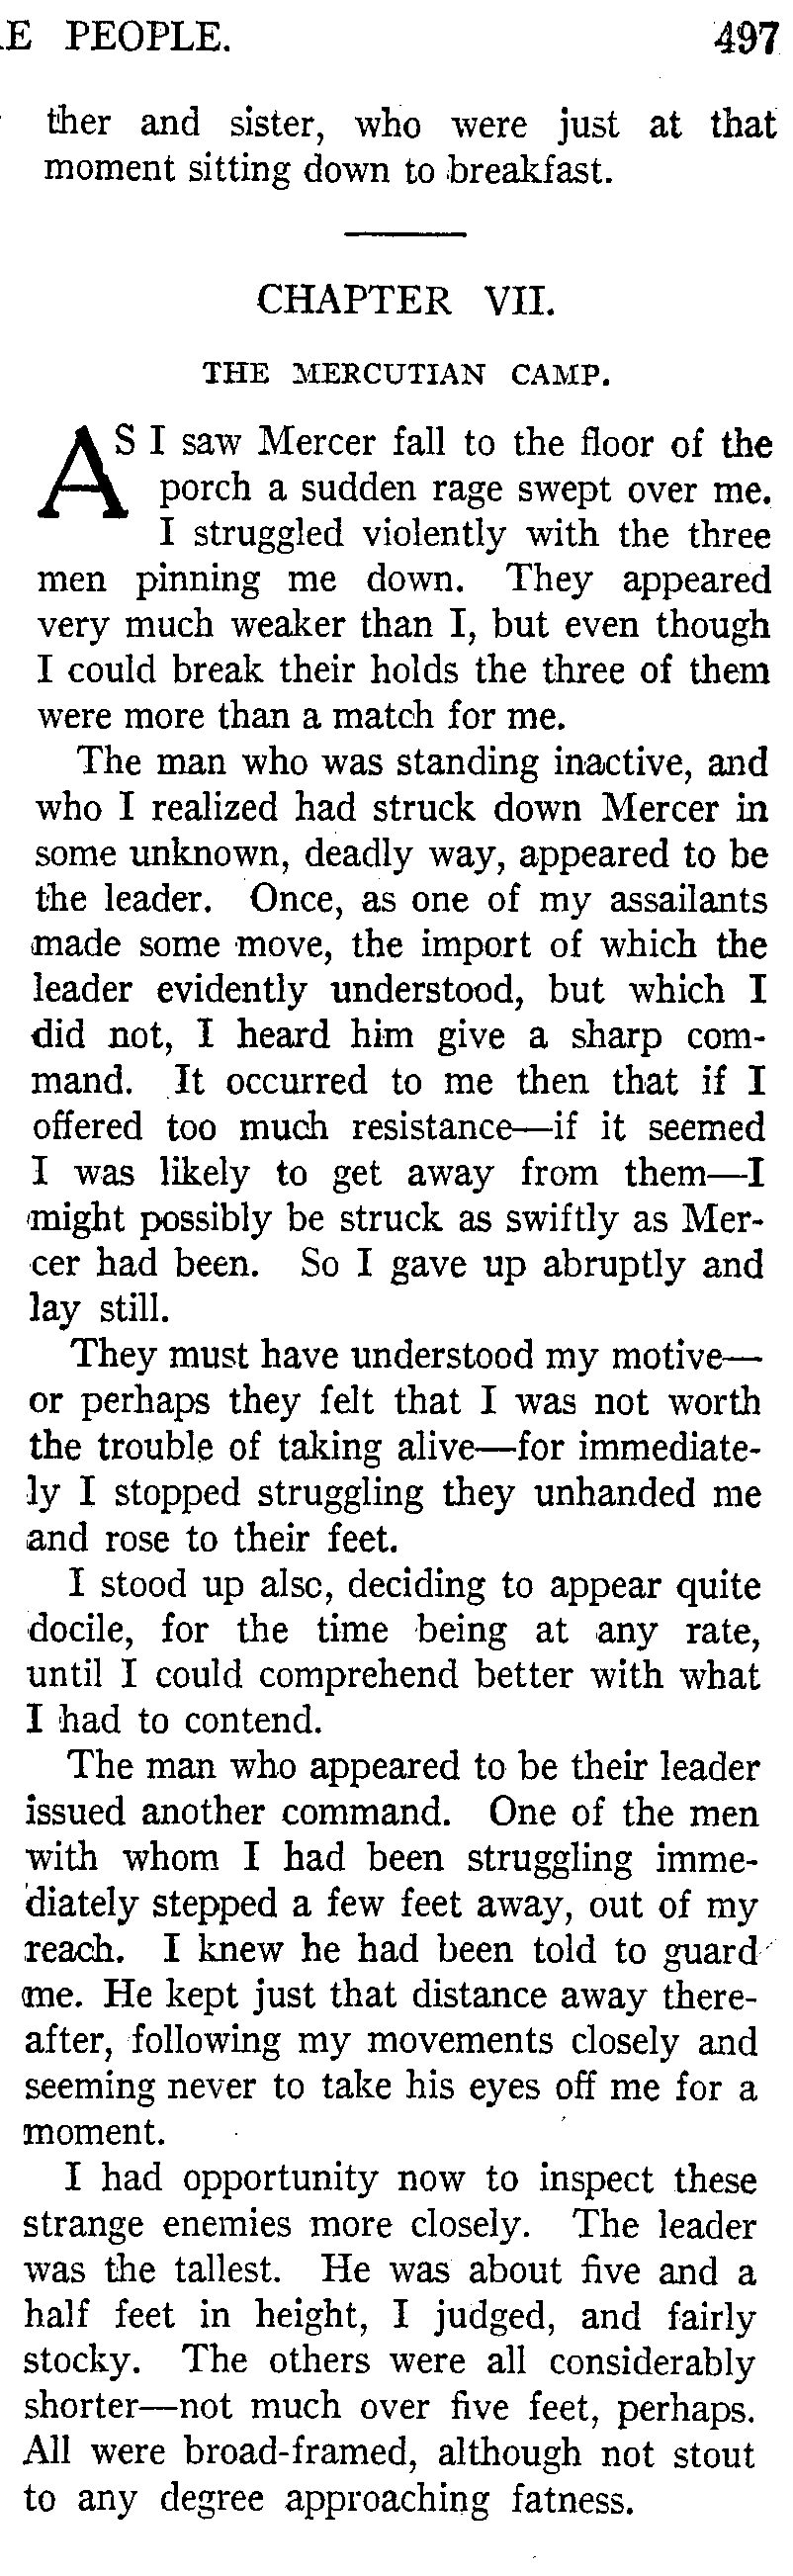 E PEOPLE. 497
ther and sister, who were just at that
moment sitting down to breakfast.
CHAPTER VII.
THE MERCUTIAN CAMP.
AS I saw Mercer fall to the floor of the
porch a sudden rage swept over me.
I struggled violently with the three
men pinning me down. They appeared
very much weaker than I, but even though
I could break their holds the three of them
were more than a match for me.
The man who was standing inactive, and
who I realized had struck down Mercer in
some unknown, deadly way, appeared to be
the leader. Once, as one of my assailants
made some move, the import of which the
leader evidently understood, but which I
did not, I heard him give a sharp com-
mand. It occurred to me then that if I
offered too much resistance—if it seemed
I was likely to get away from them—I
might possibly be struck as swiftly as Mer-
cer had been. So I gave up abruptly and
lay still.
They must have understood my motive—
or perhaps they felt that I was not worth
the trouble of taking alive—for immediate-
ly I stopped struggling they unhanded me
and rose to their feet.
I stood up also, deciding to appear quite
docile, for the time being at any rate,
until I could comprehend better with what
I had to contend.
The man who appeared to be their leader
issued another command. One of the men
with whom I had been struggling imme-
diately stepped a few feet away, out of my
reach. I knew he had been told to guard
me. He kept just that distance away there-
after, following my movements closely and
seeming never to take his eyes off me for a
moment.
I had opportunity now to inspect these
strange enemies more closely. The leader
was the tallest. He was about five and a
half feet in height, I judged, and fairly
stocky. The others were all considerably
shorter—not much over five feet, perhaps.
All were broad-framed, although not stout
to any degree approaching fatness.